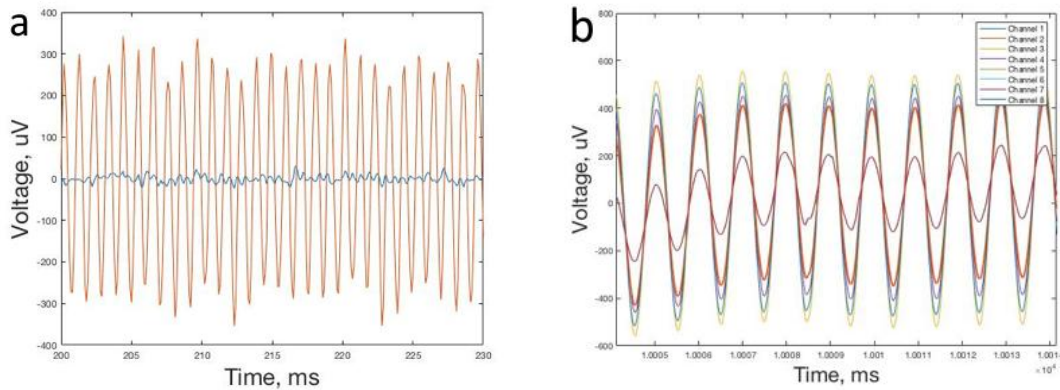 a
400
300
200
100
0
-100
-200
-300
-400
Voltage, uV
200
205
210
215
220
225
230
Time, ms
b
800
600
400
200
0
-200
-400
-600
Voltage, uV
Channel 1
Channel 2
Channel 3
Channel 4
Channel 5
Channel 6
Channel 7
Channel 8
1.0005
1.0006
1.0007
1.0008
1.0009
1.001
1.0011
1.0012
1.0013
1.0014
Time, ms